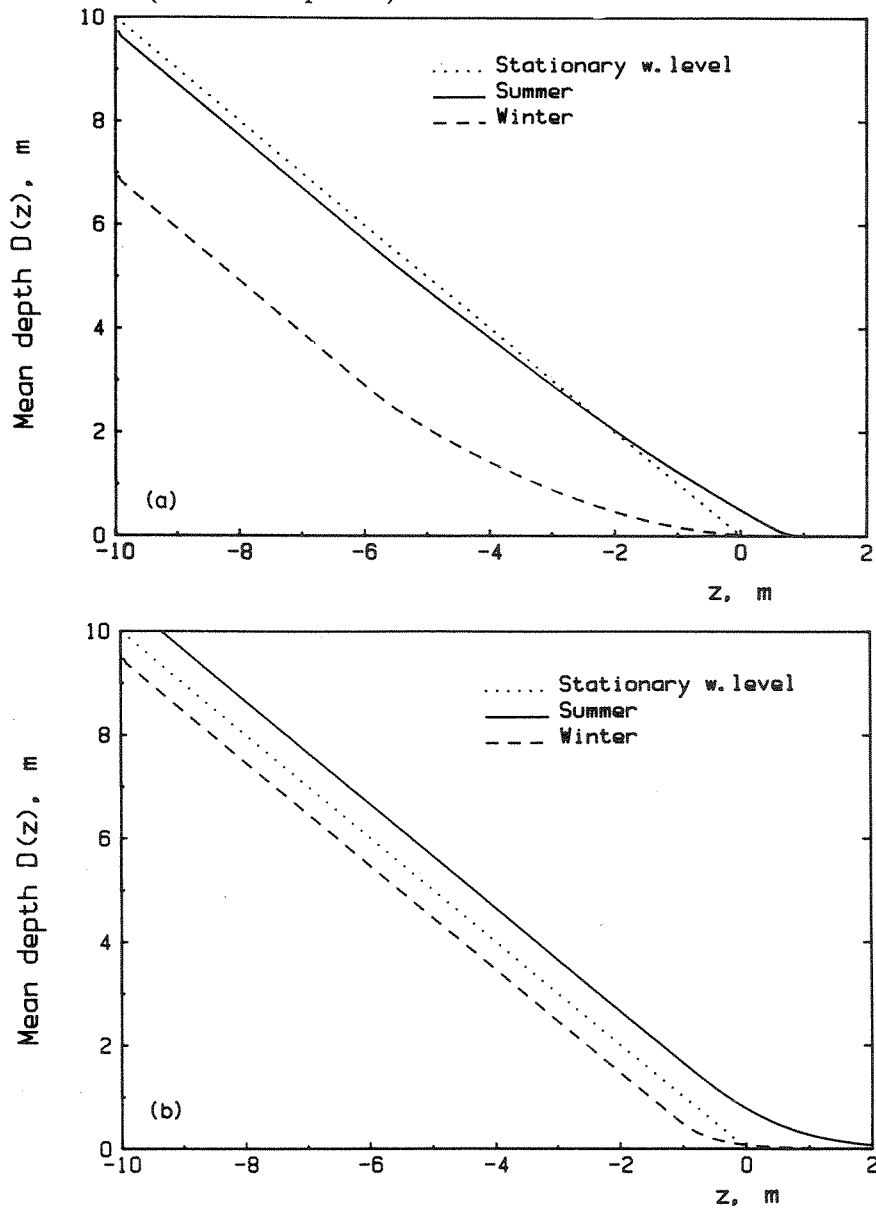 10
8
6
4
2
0
Mean depth D(z), m
Stationary w. level
Summer
Winter
(a)
-10 -8 -6 -4 -2 0 2
z, m
10
8
6
4
2
0
Mean depth D(z), m
Stationary w. level
Summer
Winter
(b)
-10 -8 -6 -4 -2 0 2
z, m